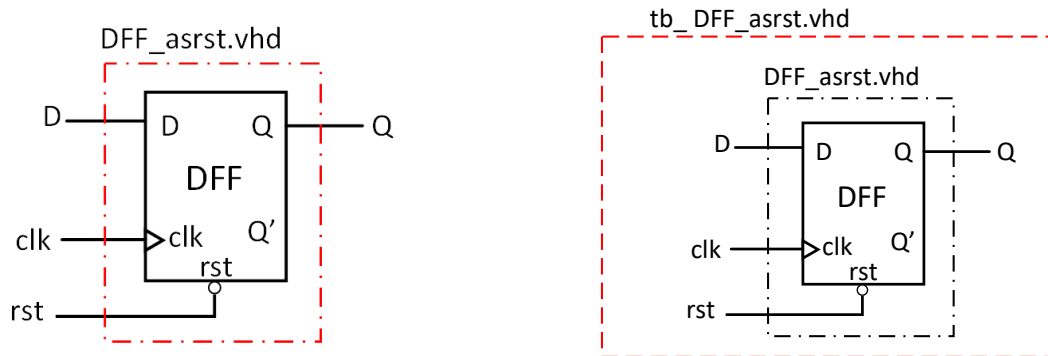 DFF_asrst.vhd
D
D
Q
Q
DFF
clk
clk
Q’
rst
rst
tb_ DFF_asrst.vhd
DFF_asrst.vhd
D
D
Q
Q
DFF
clk
clk
Q’
rst
rst